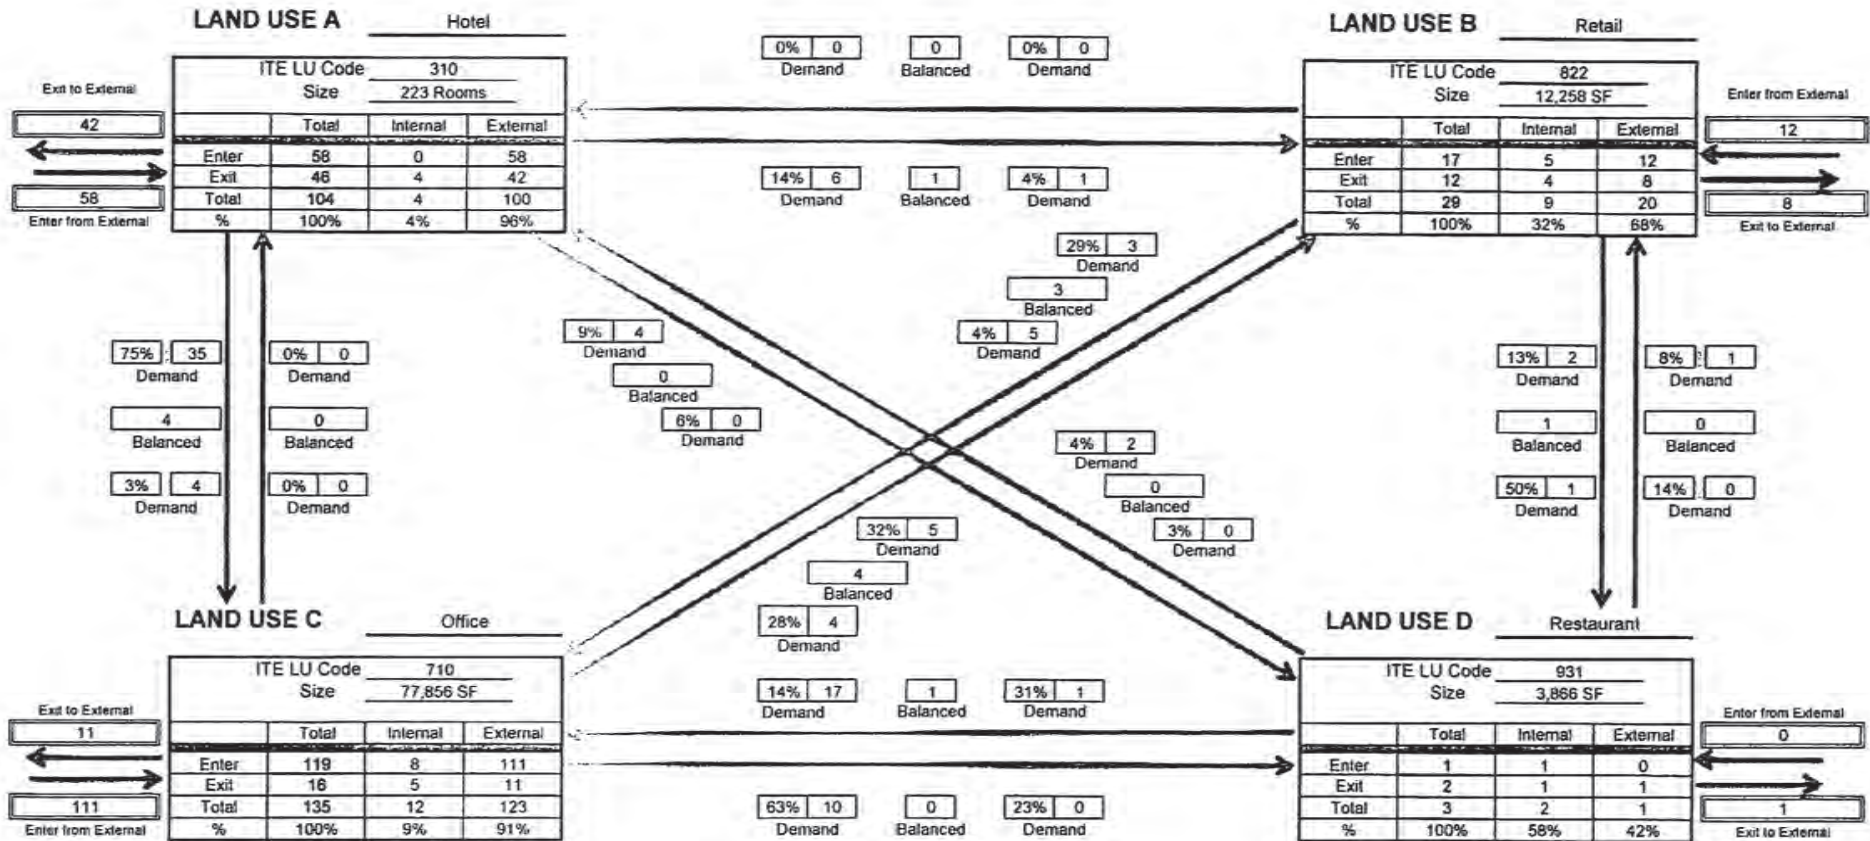 LAND USE A Hotel
ITE LU Code 310
Size 223 Rooms
Total Internal External
Enter 58 0 58
Exit 46 4 42
Total 104 4 100
% 100% 4% 96%
Exit to External
42
58
Enter from External
0% 0 0 0% 0
Demand Balanced Demand
14% 6 1 4% 1
Demand Balanced Demand
LAND USE B Retail
ITE LU Code 822
Size 12,258 SF
Total Internal External
Enter 17 5 12
Exit 12 4 8
Total 29 9 20
% 100% 32% 68%
Enter from External
12
8
Exit to External
75% 35
Demand
4
Balanced
3% 4
Demand
0% 0
Demand
0
Balanced
0% 0
Demand
9% 4
Demand
0
Balanced
6% 0
Demand
29% 3
Demand
3
Balanced
4% 5
Demand
32% 5
Demand
4
Balanced
28% 4
Demand
4% 2
Demand
0
Balanced
3% 0
Demand
13% 2
Demand
1
Balanced
50% 1
Demand
8% 1
Demand
0
Balanced
14% 0
Demand
LAND USE C Office
ITE LU Code 710
Size 77,856 SF
Total Internal External
Enter 119 8 111
Exit 16 5 11
Total 135 12 123
% 100% 9% 91%
Exit to External
11
111
Enter from External
14% 17 1 31% 1
Demand Balanced Demand
63% 10 0 23% 0
Demand Balanced Demand
LAND USE D Restaurant
ITE LU Code 931
Size 3,866 SF
Total Internal External
Enter 1 1 0
Exit 2 1 1
Total 3 2 1
% 100% 58% 42%
Enter from External
0
1
Exit to External